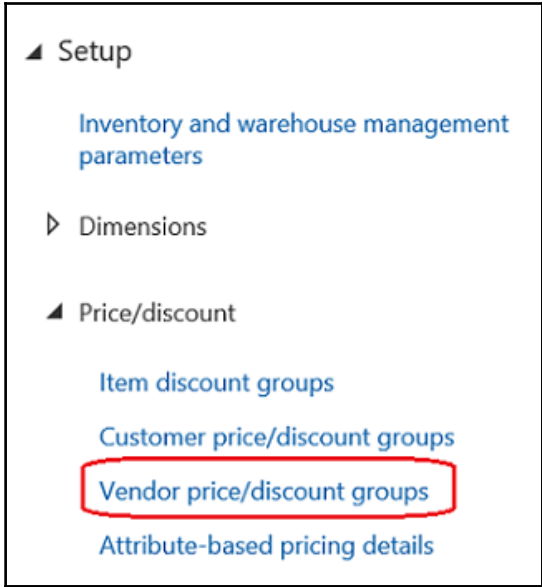 Setup
Inventory and warehouse management
parameters
Dimensions
Price/discount
Item discount groups
Customer price/discount groups
Vendor price/discount groups
Attribute-based pricing details